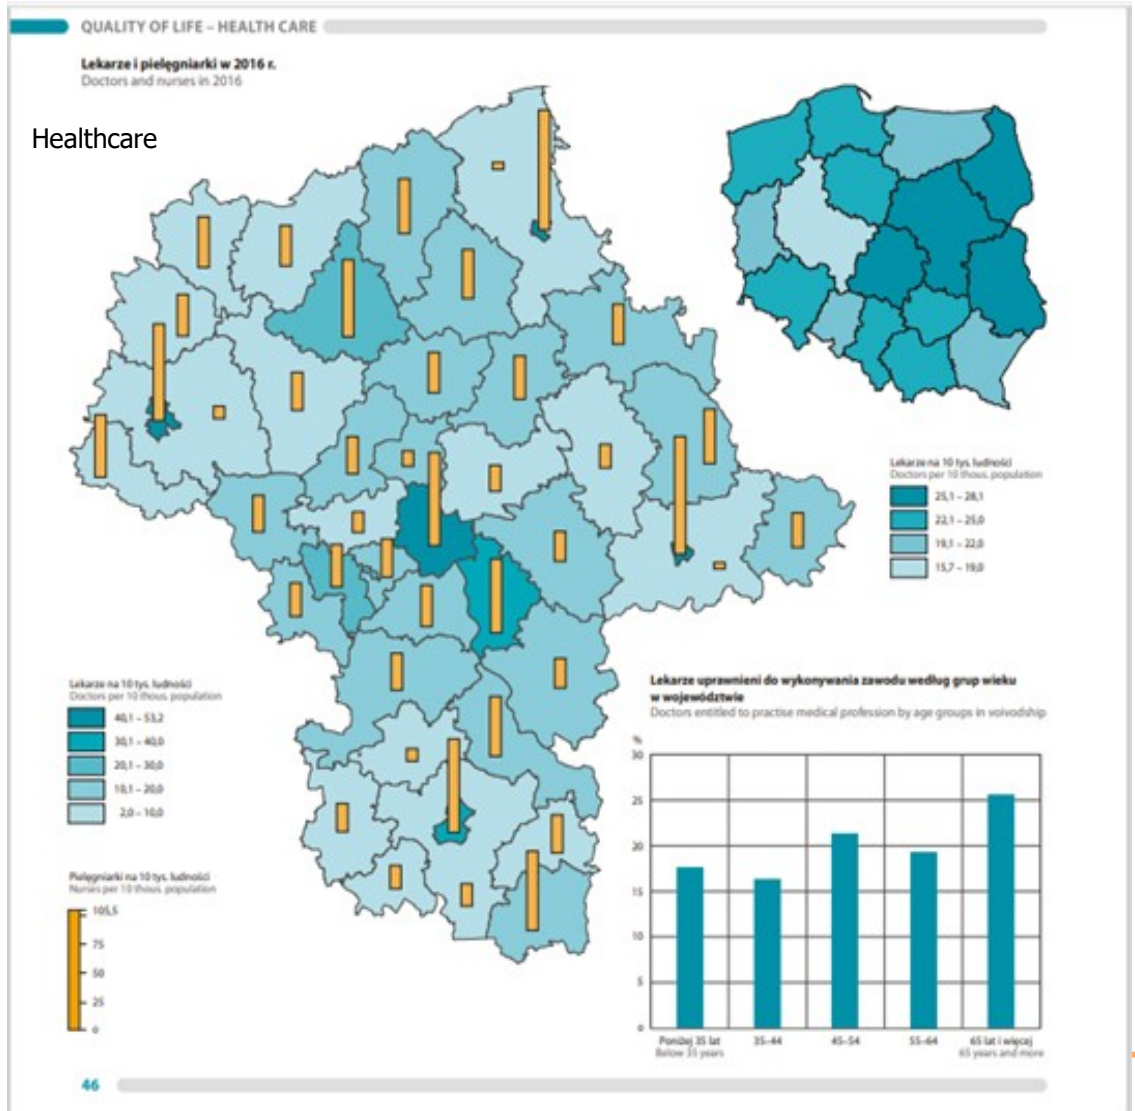 QUALITY OF LIFE – HEALTH CARE
Lekarze i pielęgniarki w 2016 r.
Doctors and nurses in 2016
Healthcare
Lekarze na 10 tys. ludności
Doctors per 10 thous. population
25,1 – 28,1
22,1 – 25,0
19,1 – 22,0
15,7 – 19,0
Lekarze na 10 tys. ludności
Doctors per 10 thous. population
40,1 – 53,2
30,1 – 40,0
20,1 – 30,0
10,1 – 20,0
2,0 – 10,0
Pielęgniarki na 10 tys. ludności
Nurses per 10 thous. population
105,5
75
50
25
0
Lekarze uprawnieni do wykonywania zawodu według grup wieku
w województwie
Doctors entitled to practise medical profession by age groups in voivodship
%
30
25
20
15
10
5
0
Poniżej 35 lat
Below 35 years
35–44
45–54
55–64
65 lat i więcej
65 years and more
46